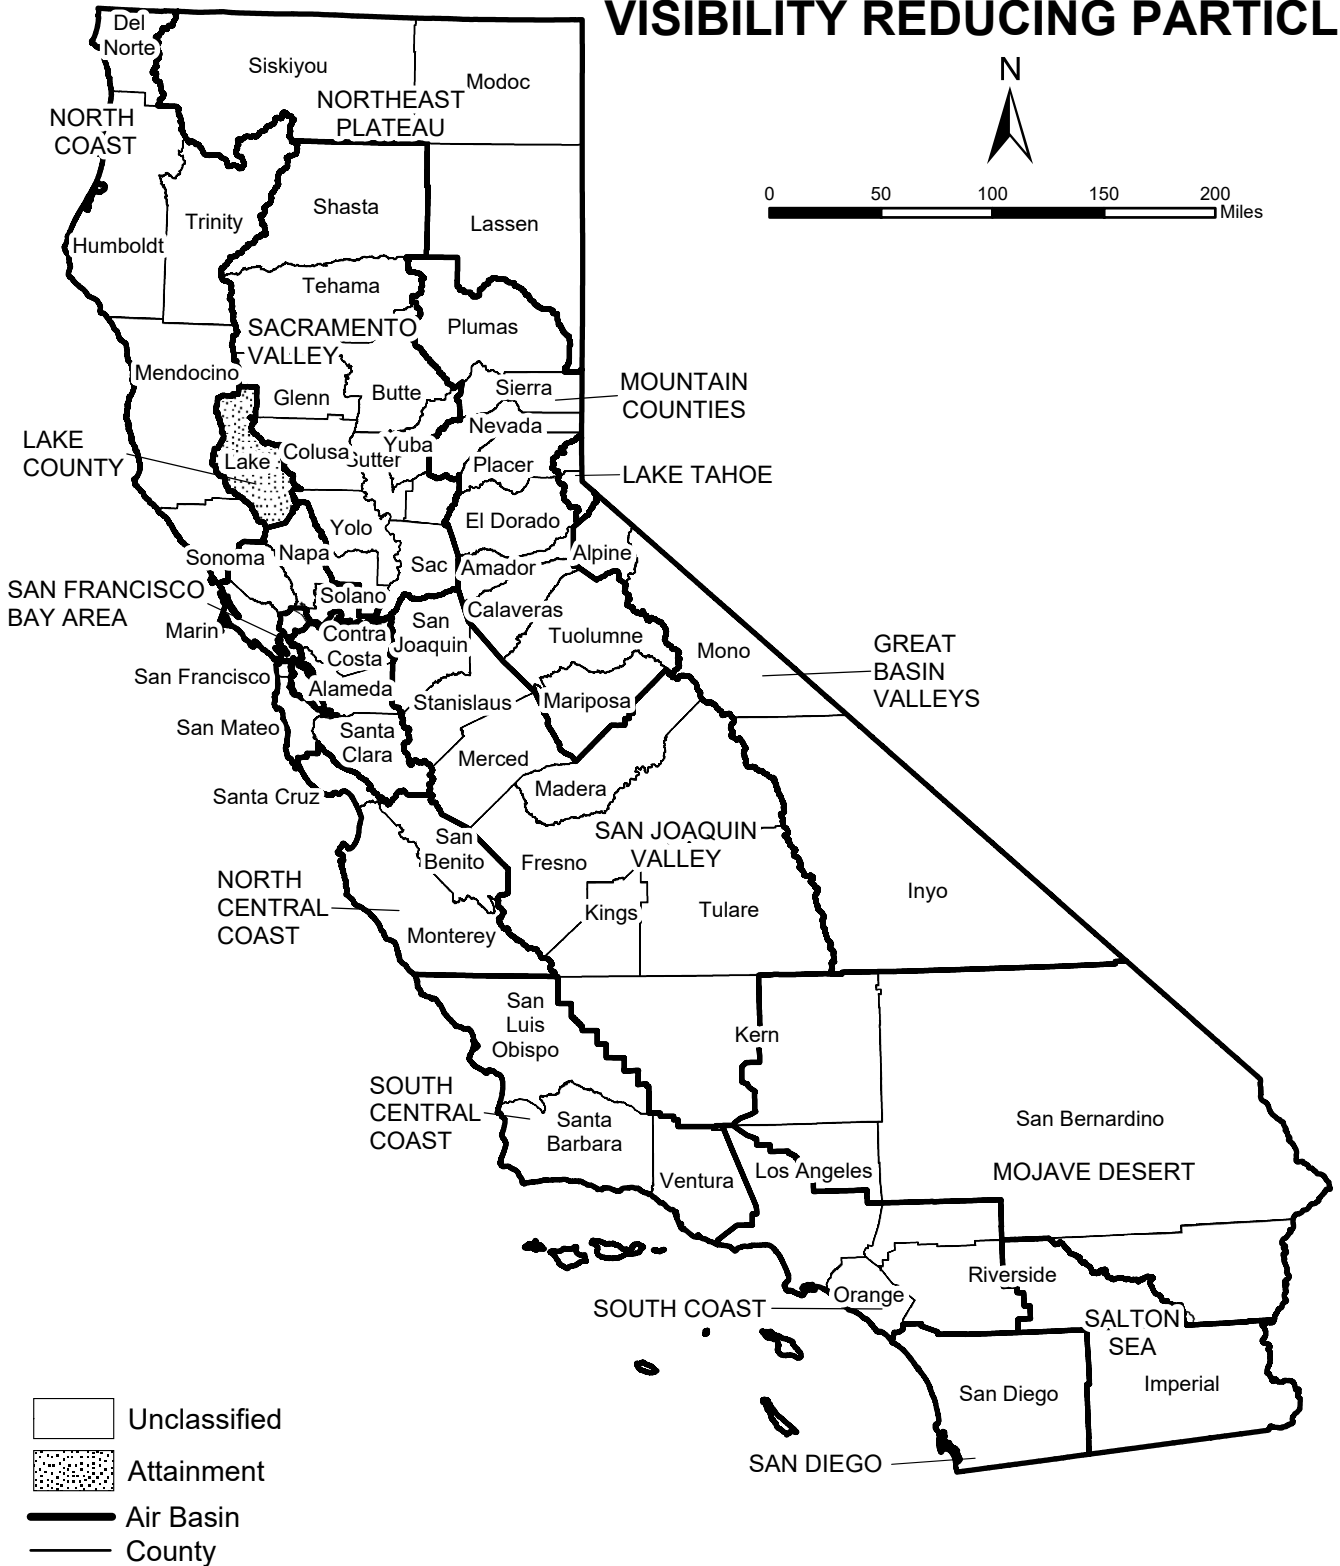 VISIBILITY REDUCING PARTICL
N
0 50 100 150 200
Miles
Del
Norte
Siskiyou
Modoc
NORTHEAST
PLATEAU
NORTH
COAST
Shasta
Trinity
Lassen
Humboldt
Tehama
SACRAMENTO
VALLEY
Plumas
Mendocino
Glenn
Butte
Sierra
MOUNTAIN
COUNTIES
Nevada
LAKE
COUNTY
Lake
Colusa
Sutter
Yuba
Placer
LAKE TAHOE
Yolo
El Dorado
Sonoma
Napa
Sac
Amador
Alpine
SAN FRANCISCO
BAY AREA
Solano
Calaveras
Marin
Contra
Costa
San
Joaquin
Tuolumne
Mono
GREAT
BASIN
VALLEYS
San Francisco
Alameda
Stanislaus
Mariposa
San Mateo
Santa
Clara
Merced
Madera
Santa Cruz
San
Benito
Fresno
SAN JOAQUIN
VALLEY
NORTH
CENTRAL
COAST
Kings
Tulare
Inyo
Monterey
San
Luis
Obispo
Kern
SOUTH
CENTRAL
COAST
Santa
Barbara
San Bernardino
Ventura
Los Angeles
MOJAVE DESERT
Riverside
Orange
SOUTH COAST
SALTON
SEA
San Diego
Imperial
SAN DIEGO
Unclassified
Attainment
Air Basin
County